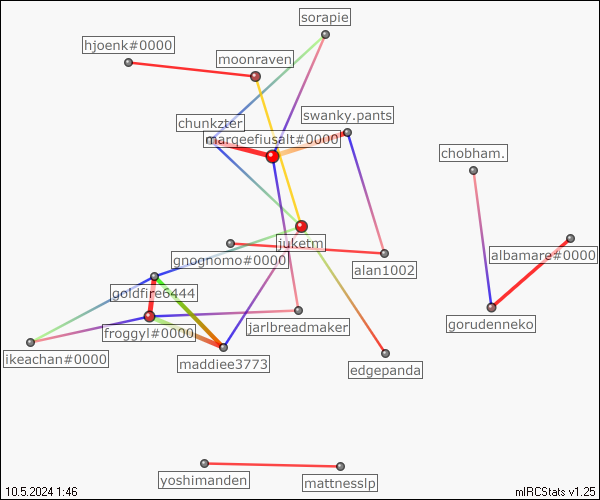 sorapie
hjoenk#0000
moonraven
swanky.pants
chunkzter
margeefiusalt#0000
chobham.
juketm
albamare#0000
gnognomo#0000
alan1002
goldfire6444
jarlbreadmaker
gorudenneko
froggyl#0000
ikeachan#0000
maddiee3773
edgepanda
yoshimanden
mattnesslp
10.5.2024 1:46
mIRCStats v1.25